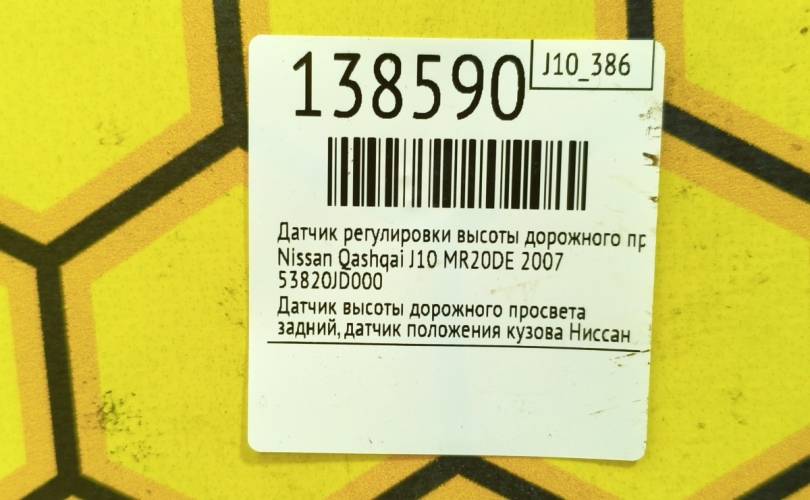 138590
J10_386
Датчик регулировки высоты дорожного пр
Nissan Qashqai J10 MR20DE 2007
53820JD000
Датчик высоты дорожного просвета
задний, датчик положения кузова Ниссан